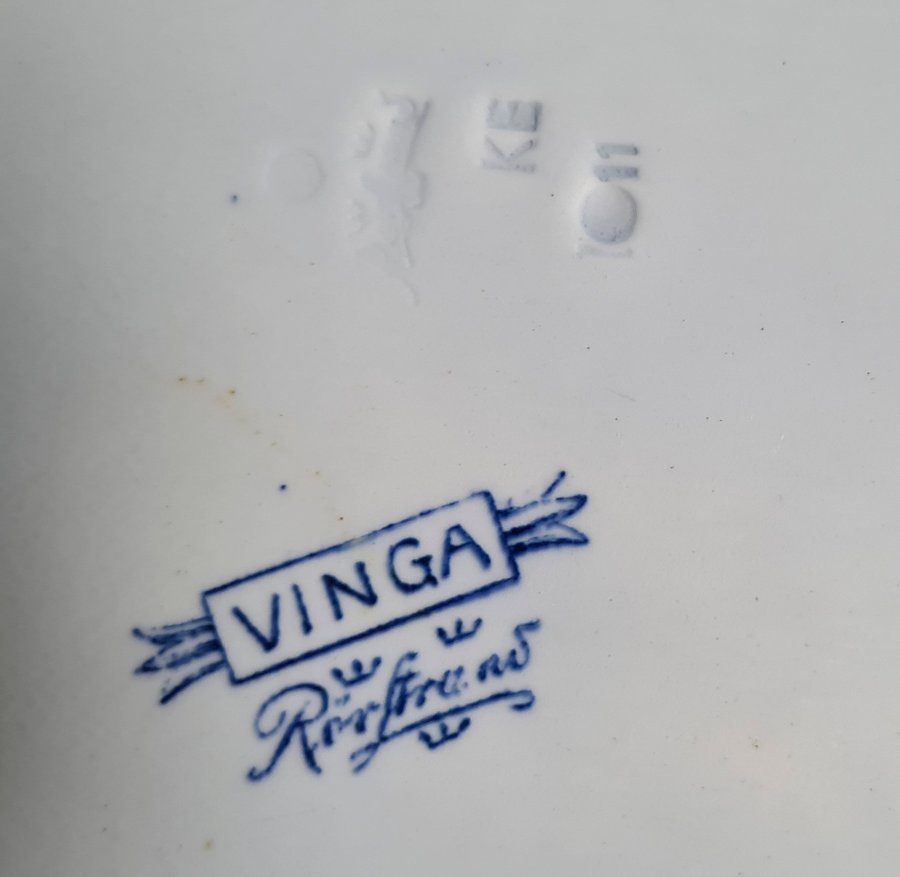 KE
11
VINGA
Rörstrand